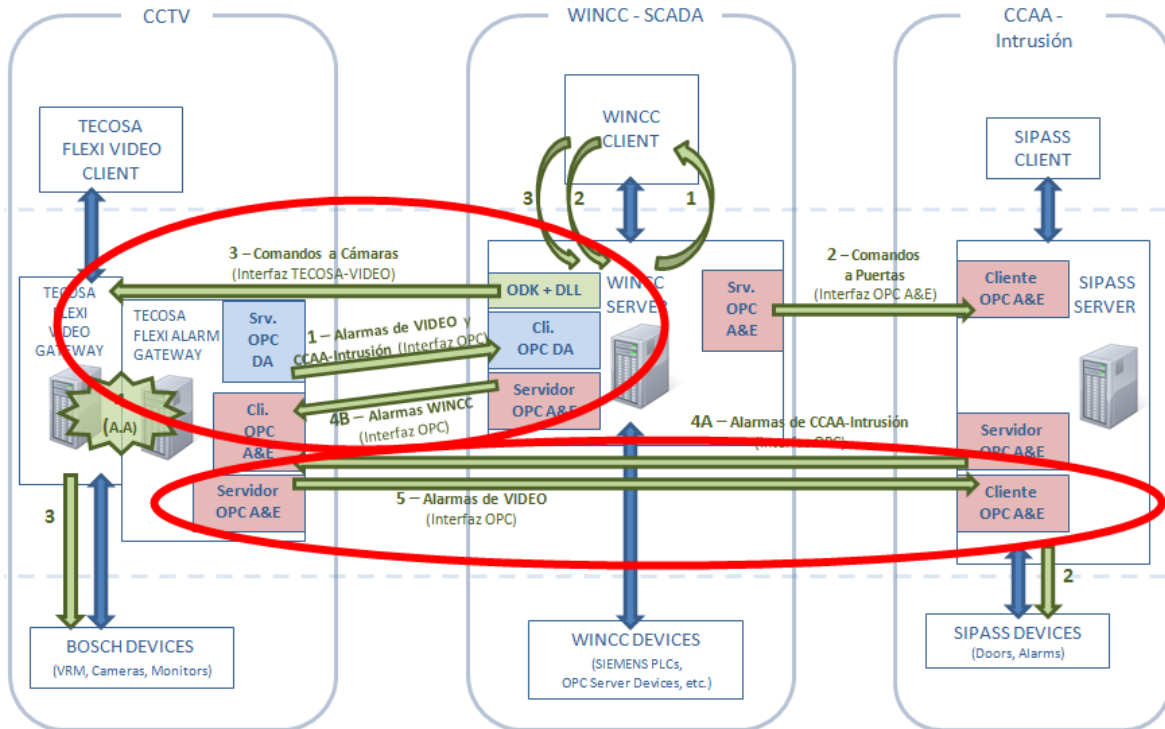 CCTV
WINCC - SCADA
CCAA -
Intrusión
TECOSA
FLEXI VIDEO
CLIENT
WINCC
CLIENT
SIPASS
CLIENT
3
2
1
3 – Comandos a Cámaras
(Interfaz TECOSA-VIDEO)
2 – Comandos
a Puertas
(Interfaz OPC A&E)
TECOSA
FLEXI
VIDEO
GATEWAY
TECOSA
FLEXI ALARM
GATEWAY
Srv.
OPC
DA
1 – Alarmas de VIDEO y
CCAA-Intrusión (Interfaz OPC)
ODK + DLL
Cli.
OPC DA
Servidor
OPC A&E
WINCC
SERVER
Srv.
OPC
A&E
Cliente
OPC A&E
SIPASS
SERVER
(A.A)
Cli.
OPC
A&E
4B – Alarmas WINCC
(Interfaz OPC)
4A – Alarmas de CCAA-Intrusión
(Interfaz OPC)
Servidor
OPC A&E
Servidor
OPC A&E
5 – Alarmas de VIDEO
(Interfaz OPC)
Cliente
OPC A&E
3
2
BOSCH DEVICES
(VRM, Cameras, Monitors)
WINCC DEVICES
(SIEMENS PLCs,
OPC Server Devices, etc.)
SIPASS DEVICES
(Doors, Alarms)